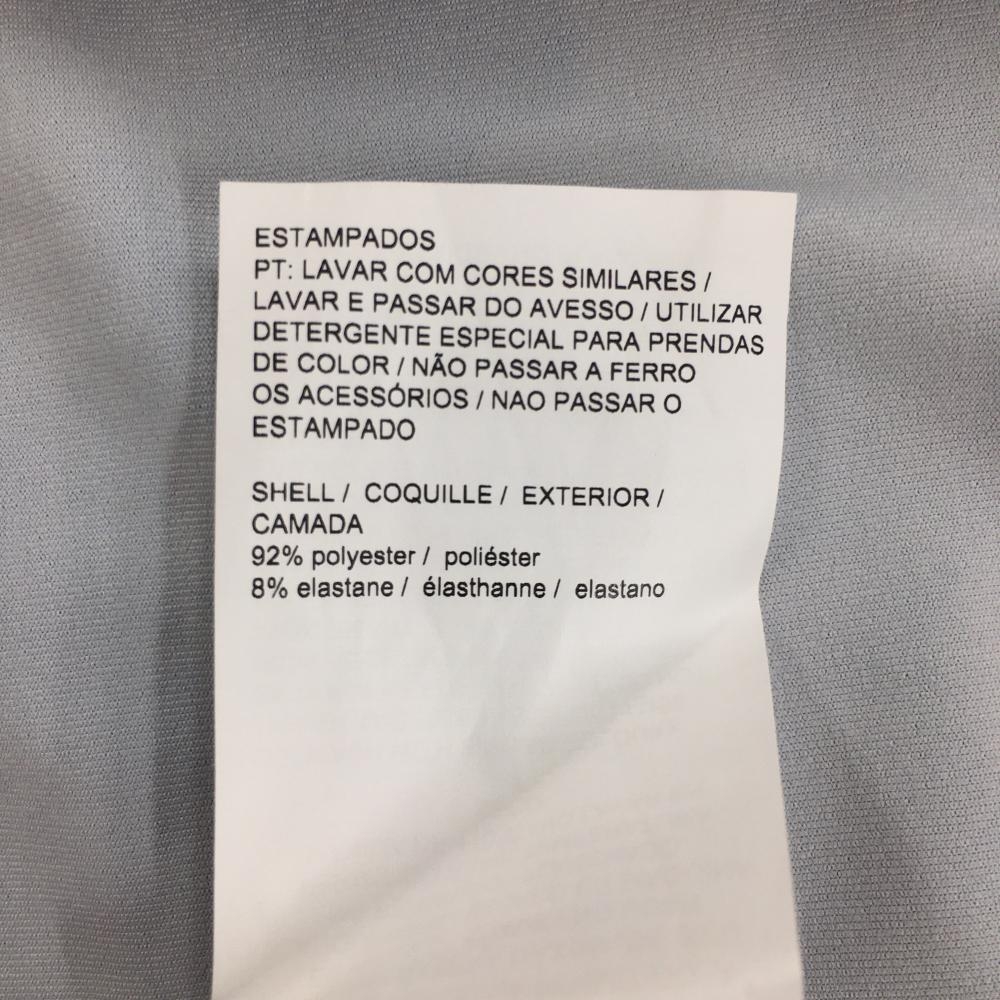 ESTAMPADOS
PT: LAVAR COM CORES SIMILARES /
LAVAR E PASSAR DO AVESSO / UTILIZAR
DETERGENTE ESPECIAL PARA PRENDAS
DE COLOR / NÃO PASSAR A FERRO
OS ACESSÓRIOS / NAO PASSAR O
ESTAMPADO
SHELL / COQUILLE / EXTERIOR /
CAMADA
92% polyester / poliéster
8% elastane / élasthanne / elastano